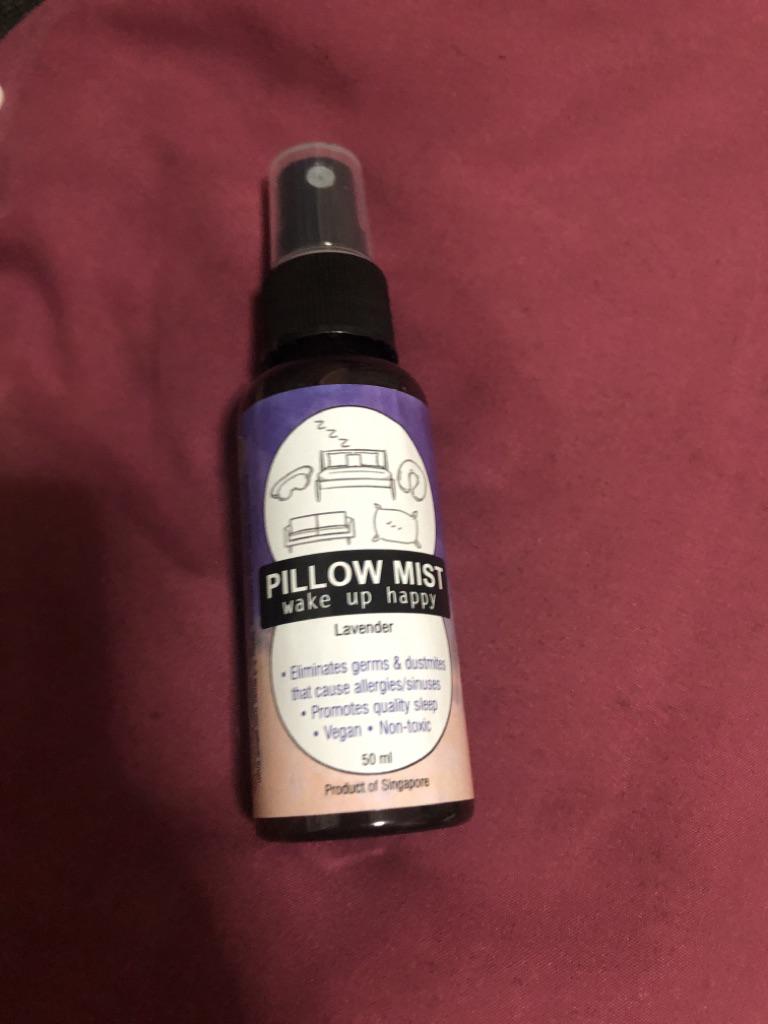 z z z
PILLOW MIST
wake up happy
Lavender
• Eliminates germs & dustmites
that cause allergies/sinuses
• Promotes quality sleep
• Vegan • Non-toxic
50 ml
Product of Singapore